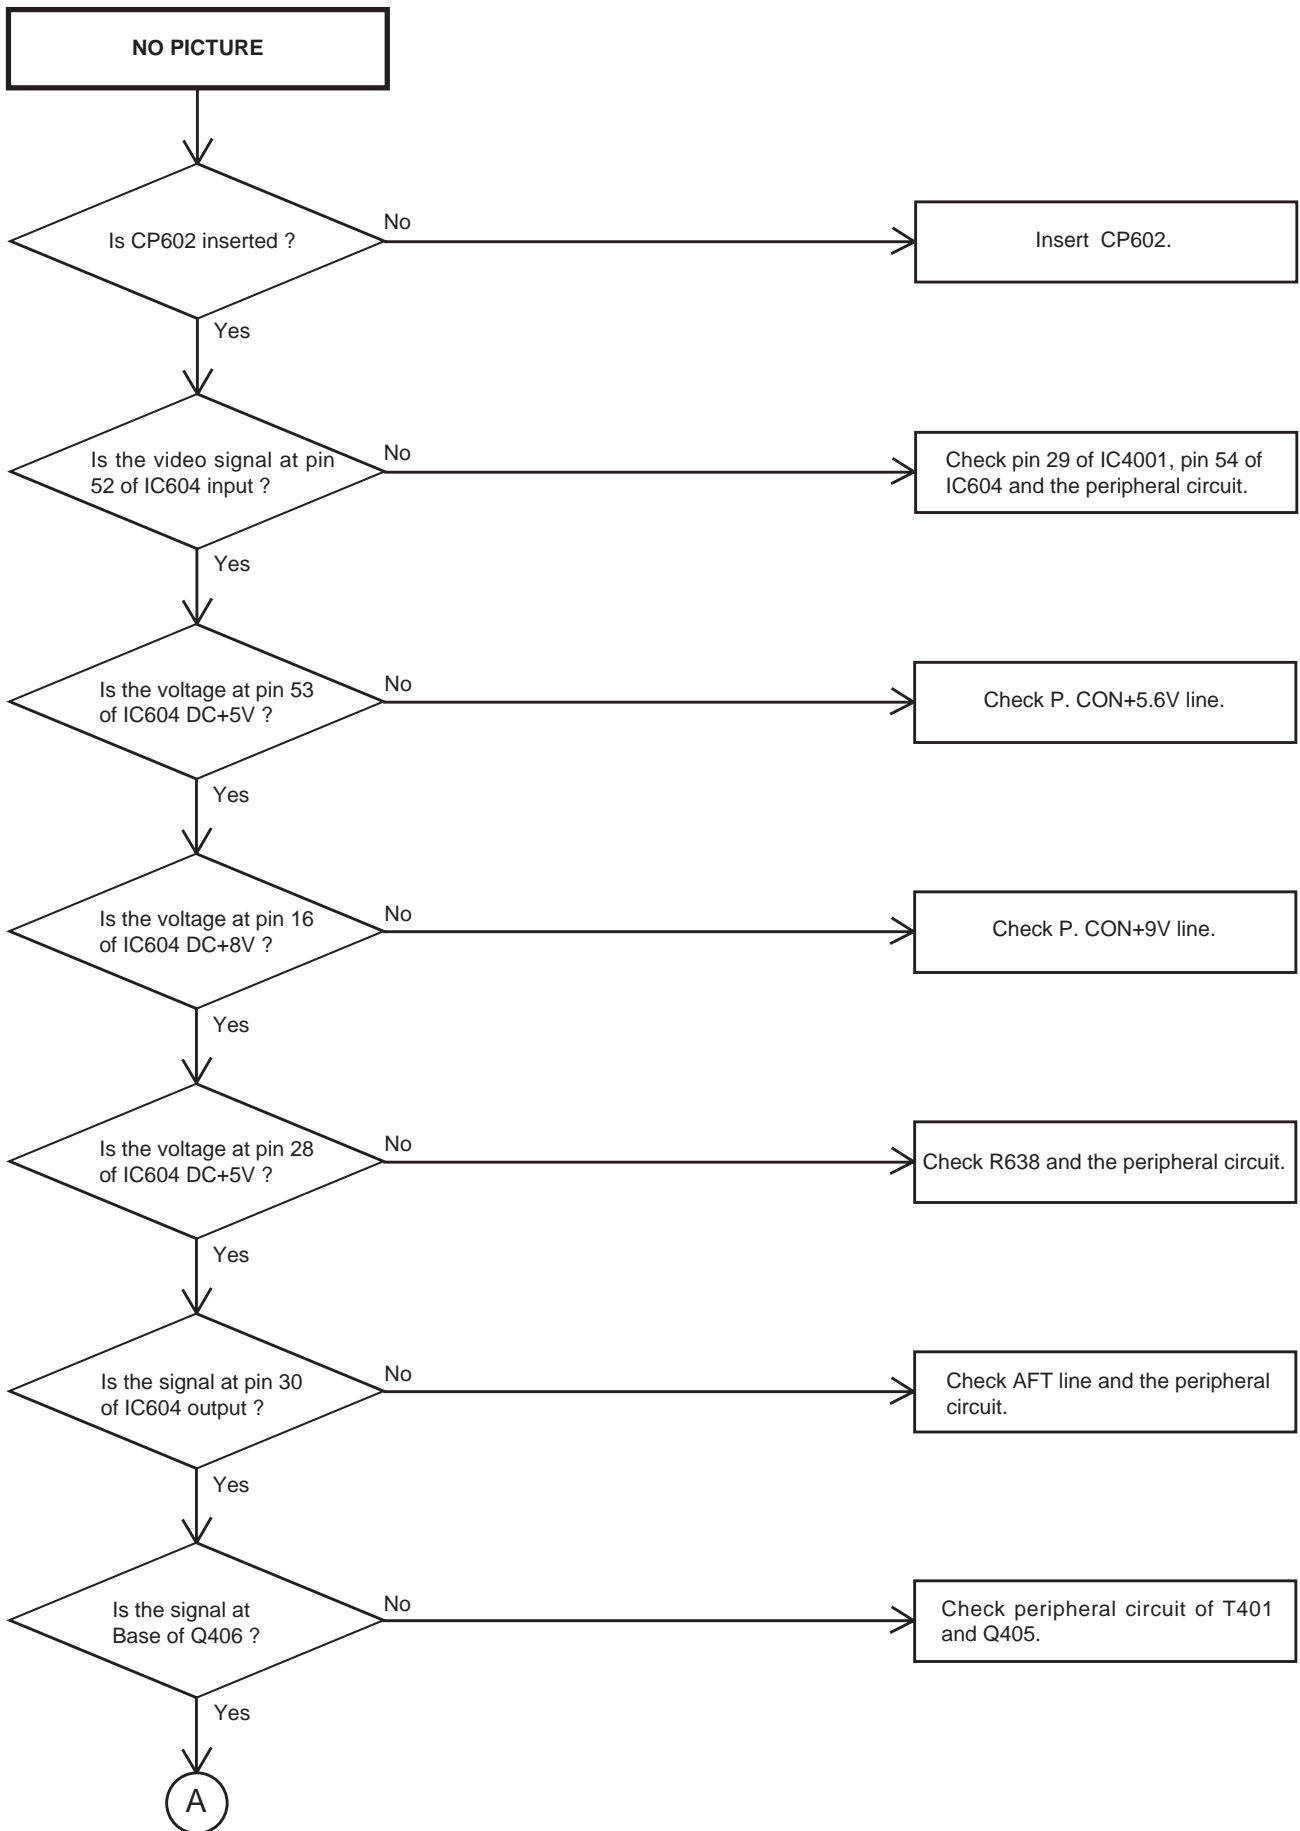 NO PICTURE
Is CP602 inserted ?
No
Insert CP602.
Yes
Is the video signal at pin
52 of IC604 input ?
No
Check pin 29 of IC4001, pin 54 of
IC604 and the peripheral circuit.
Yes
Is the voltage at pin 53
of IC604 DC+5V ?
No
Check P. CON+5.6V line.
Yes
Is the voltage at pin 16
of IC604 DC+8V ?
No
Check P. CON+9V line.
Yes
Is the voltage at pin 28
of IC604 DC+5V ?
No
Check R638 and the peripheral circuit.
Yes
Is the signal at pin 30
of IC604 output ?
No
Check AFT line and the peripheral
circuit.
Yes
Is the signal at
Base of Q406 ?
No
Check peripheral circuit of T401
and Q405.
Yes
A